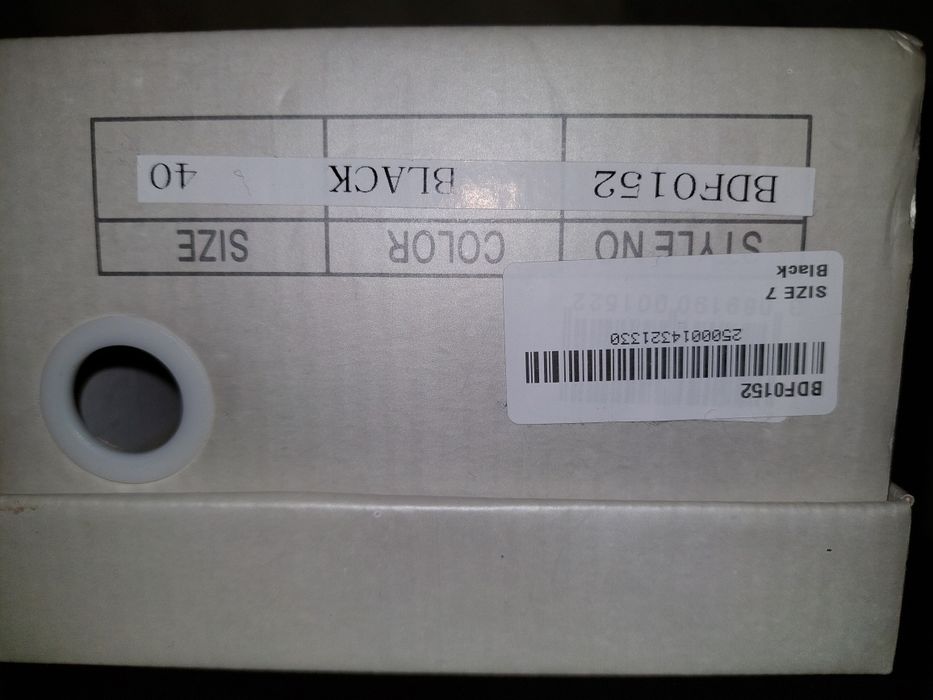 BDF0152
2500014321330
SIZE 7
Black
STYLE NO COLOR SIZE
BDF0152 BLACK 40